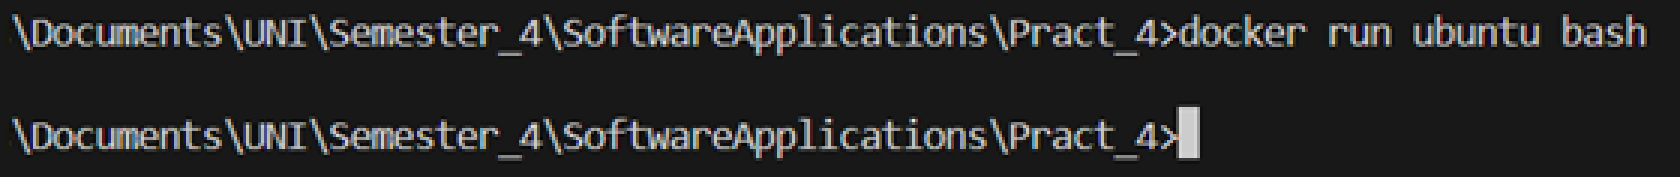 \Documents\UNI\Semester_4\SoftwareApplications\Pract_4>docker run ubuntu bash
\Documents\UNI\Semester_4\SoftwareApplications\Pract_4>